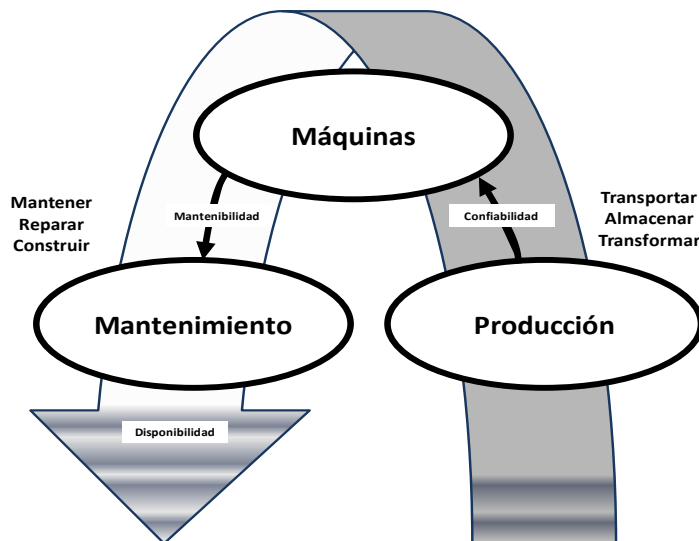 Máquinas
Mantener
Reparar
Construir
Mantenibilidad
Confiabilidad
Transportar
Almacenar
Transformar
Mantenimiento
Producción
Disponibilidad